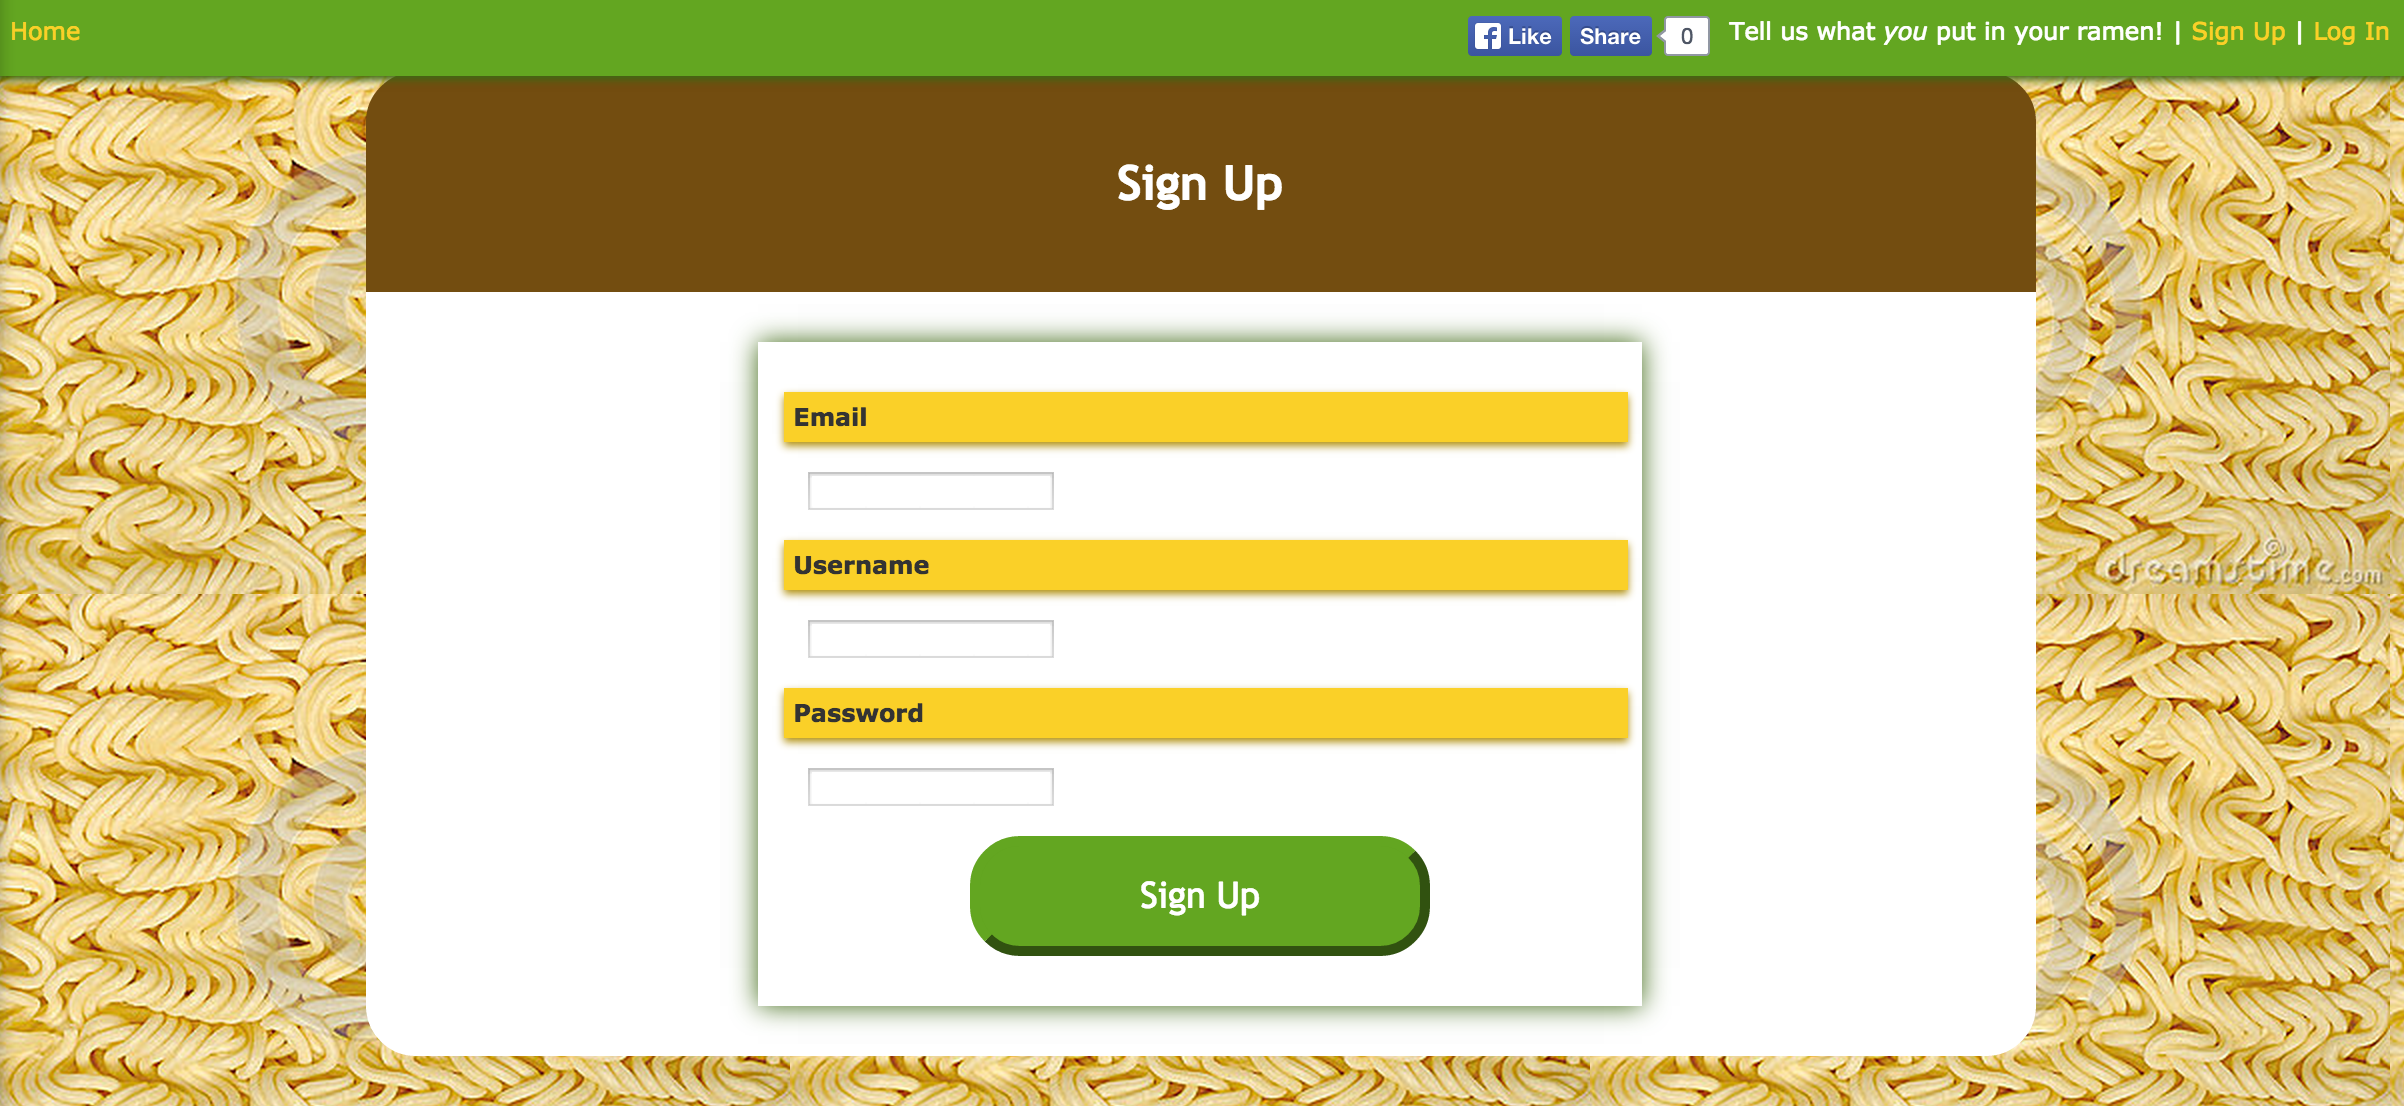 Home
Like Share 0 Tell us what you put in your ramen! | Sign Up | Log In
Sign Up
Email
Username
dreamstime.com
Password
Sign Up